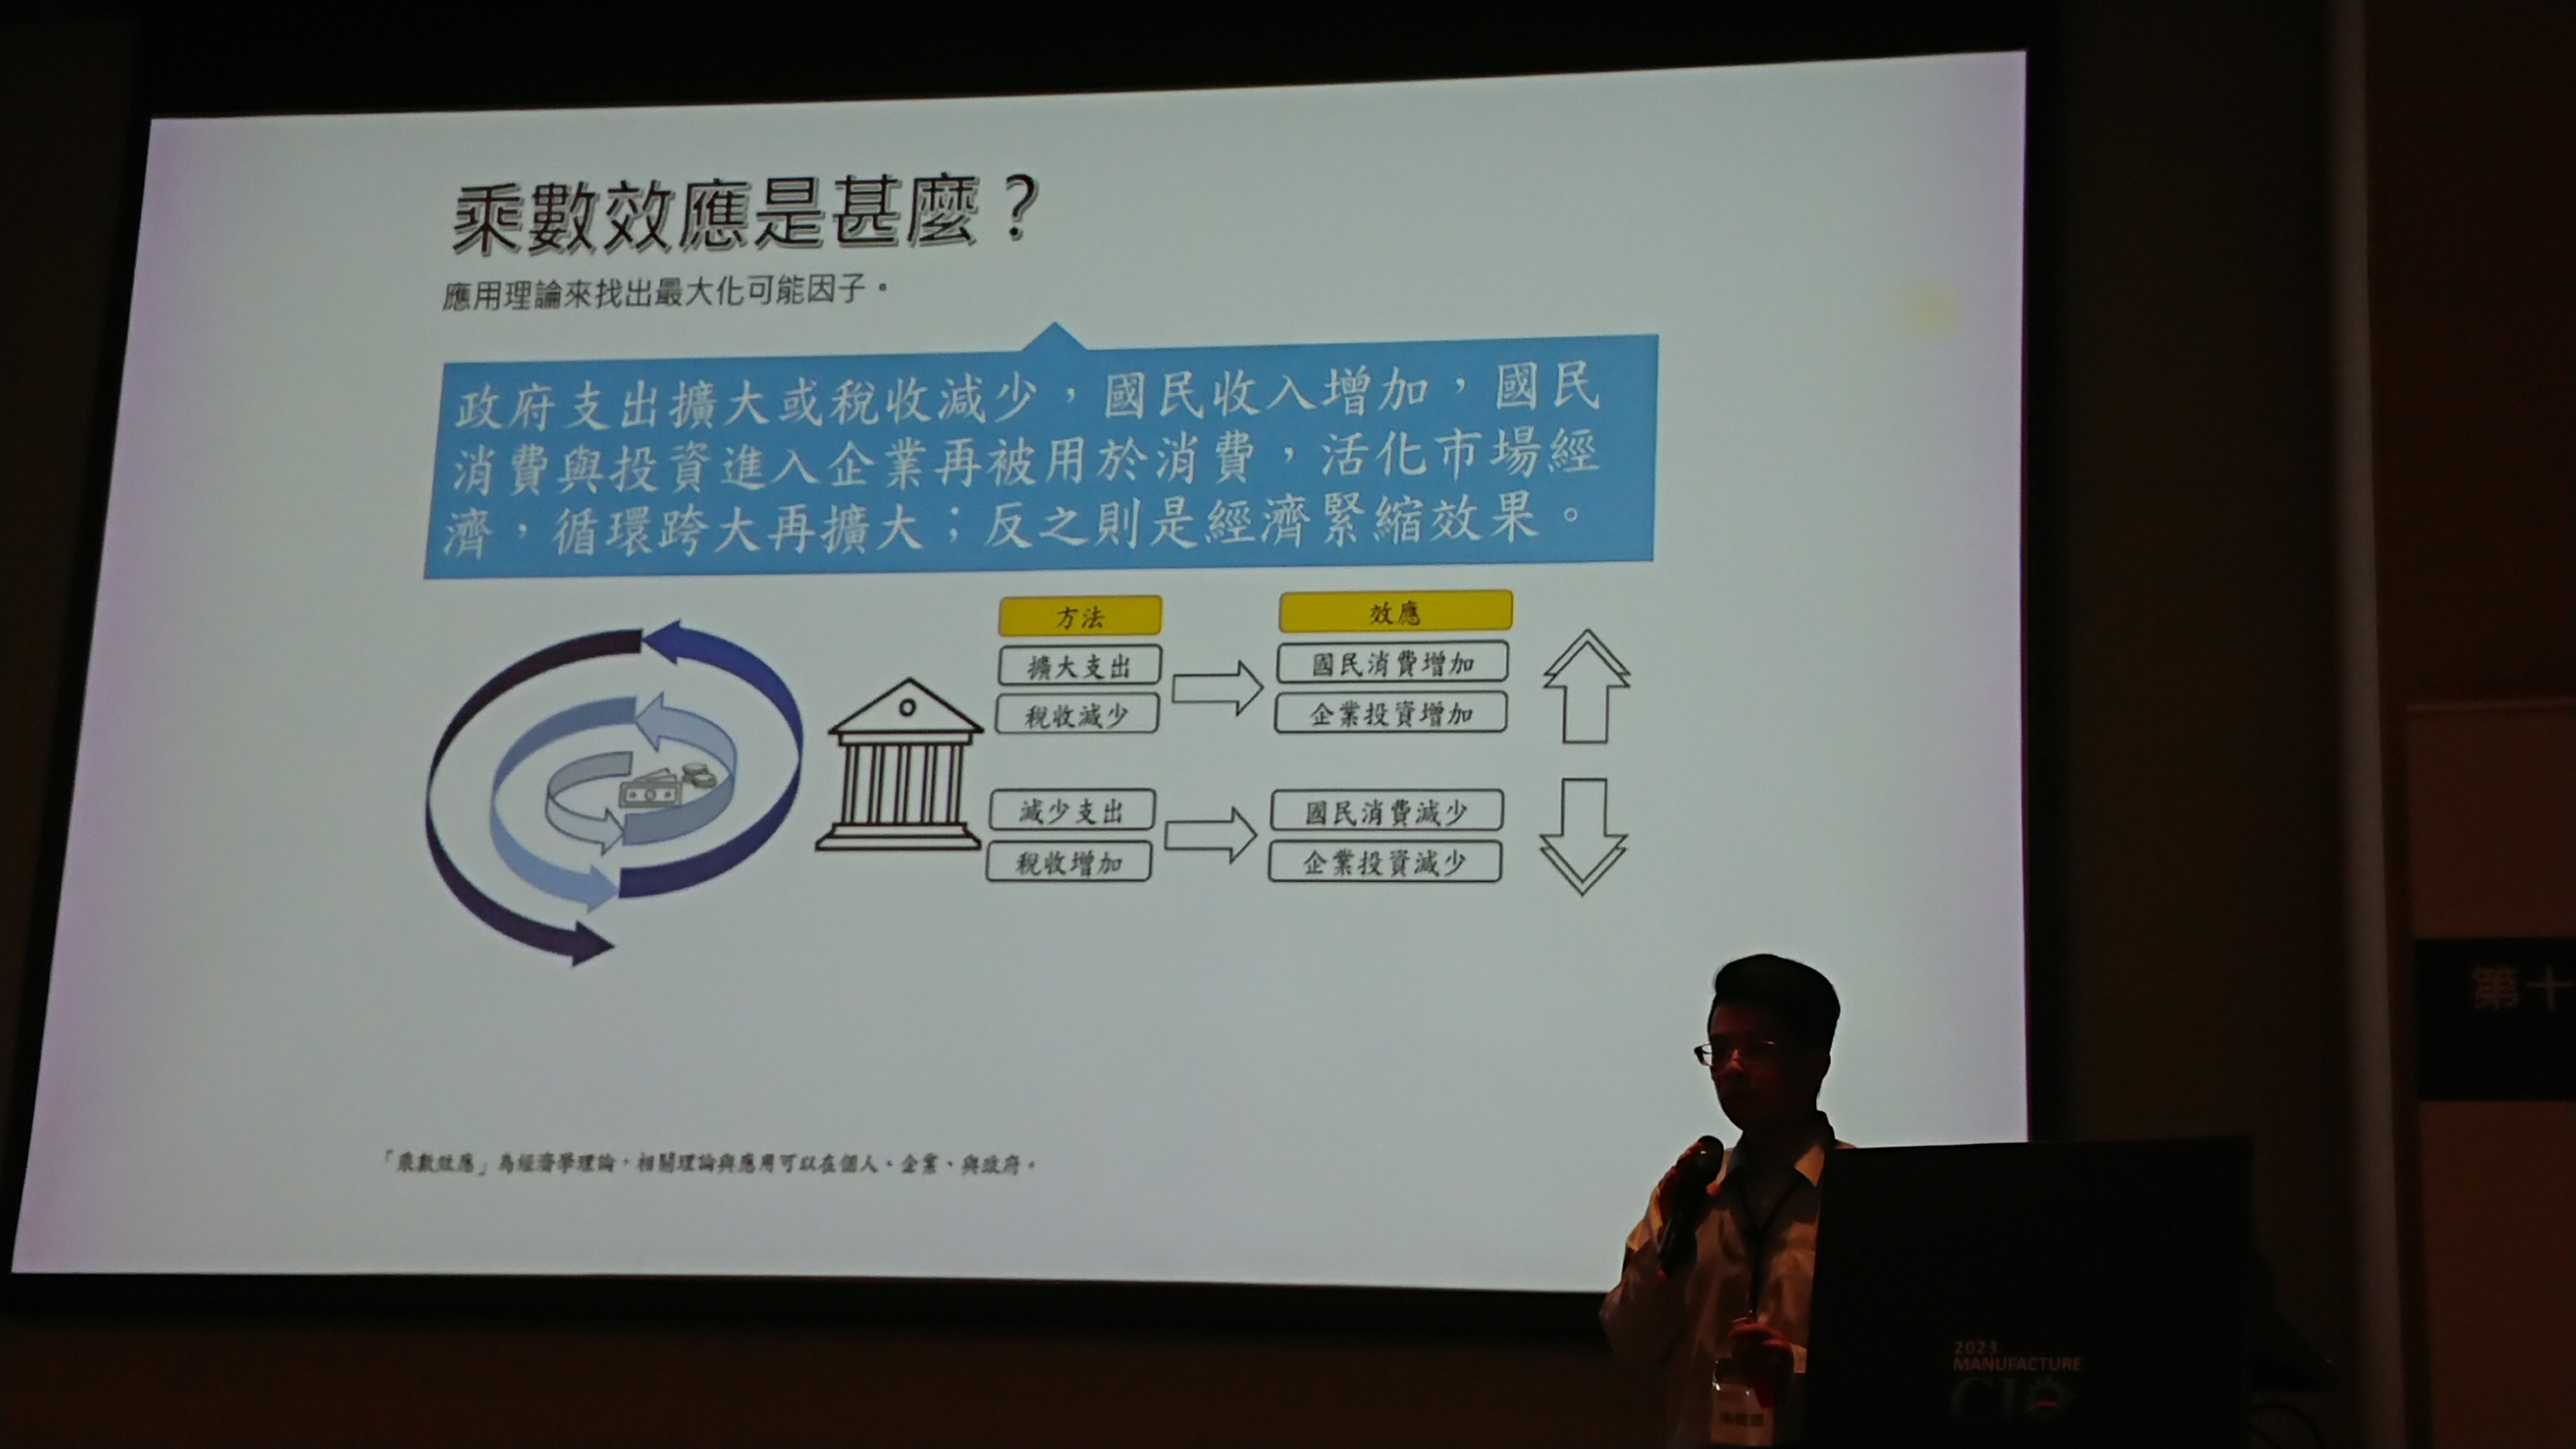 乘數效應是甚麼？
應用理論來找出最大化可能因子。
政府支出擴大或稅收減少，國民收入增加，國民
消費與投資進入企業再被用於消費，活化市場經
濟，循環跨大再擴大；反之則是經濟緊縮效果。
方法
效應
擴大支出
國民消費增加
稅收減少
企業投資增加
減少支出
國民消費減少
稅收增加
企業投資減少
「乘數效應」為經濟學理論，相關理論與應用可以在個人、企業、與政府。
第十
2023
MANUFACTURE
CIO